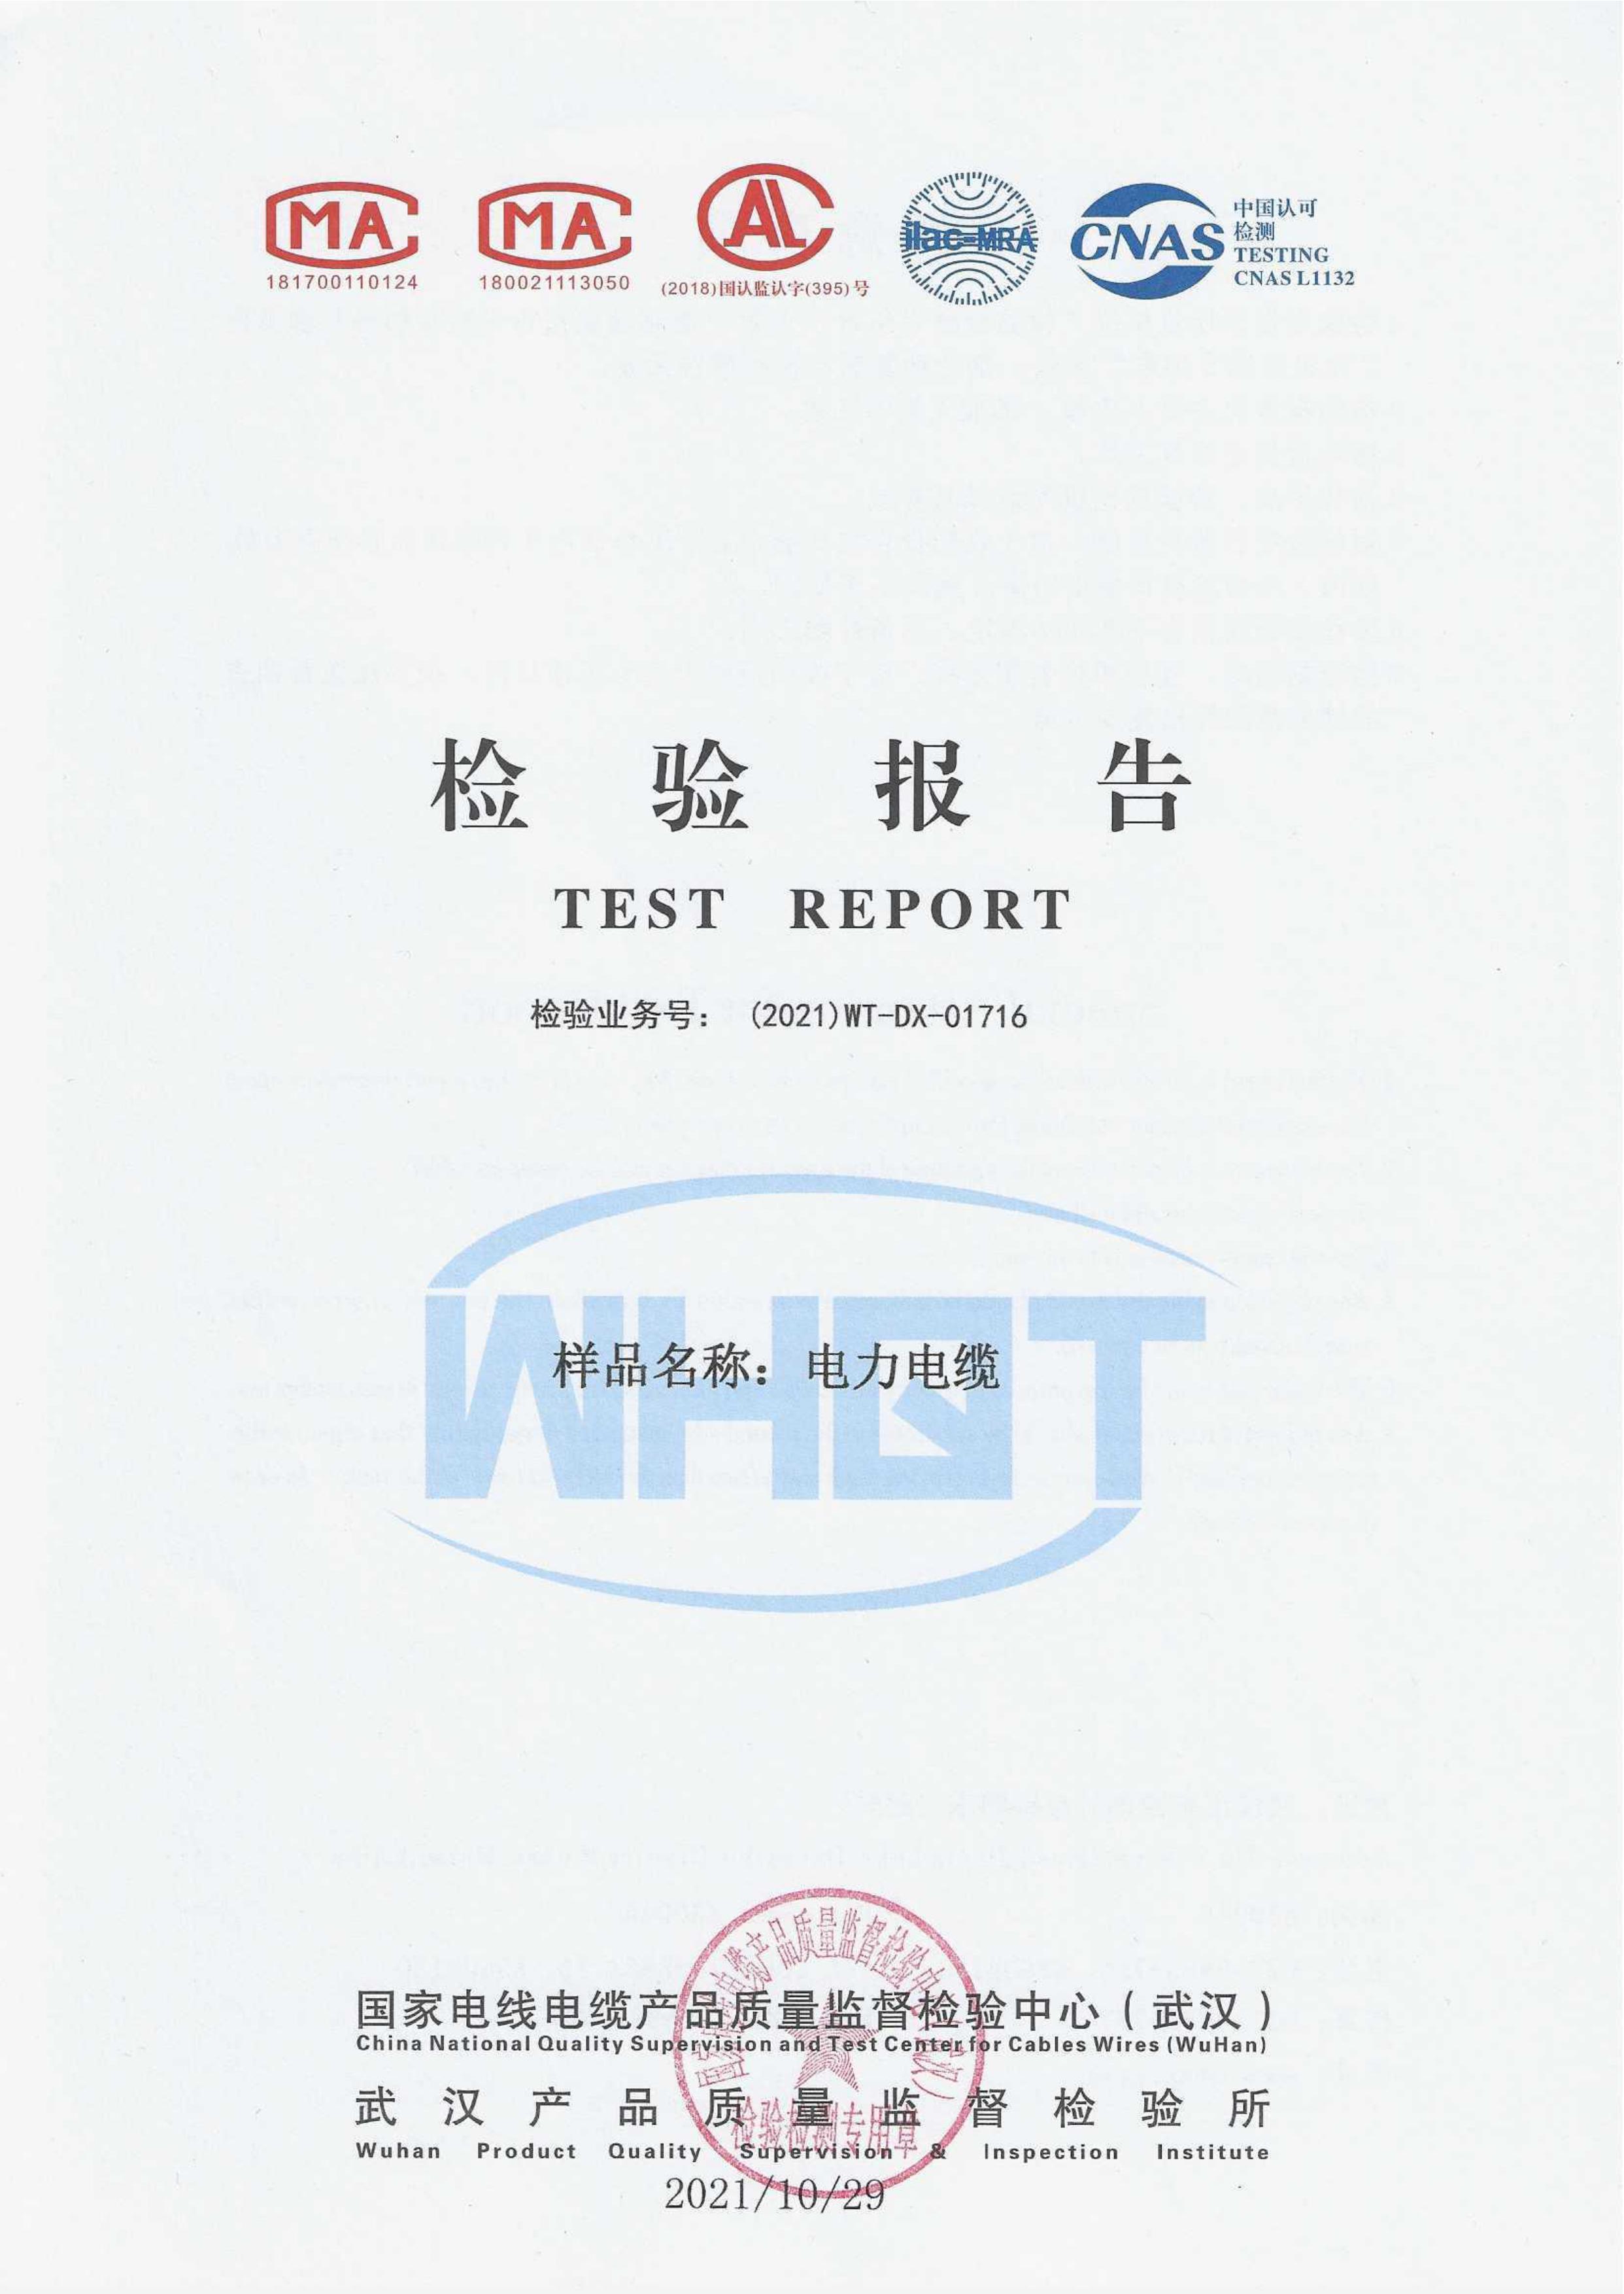 MA
181700110124
MA
180021113050
AL
(2018)国认监认字(395)号
ilac-MRA
CNAS
中国认可
检测
TESTING
CNAS L1132
检验报告
TEST REPORT
检验业务号： (2021)WT-DX-01716
WHQT
样品名称：电力电缆
国家电线电缆产品质量监督检验中心（武汉）
China National Quality Supervision and Test Center for Cables Wires (WuHan)
武汉产品质量监督检验所
Wuhan Product Quality Supervision & Inspection Institute
2021/10/29
国家电线电缆产品质量监督检验中心(武汉)
检验检测专用章